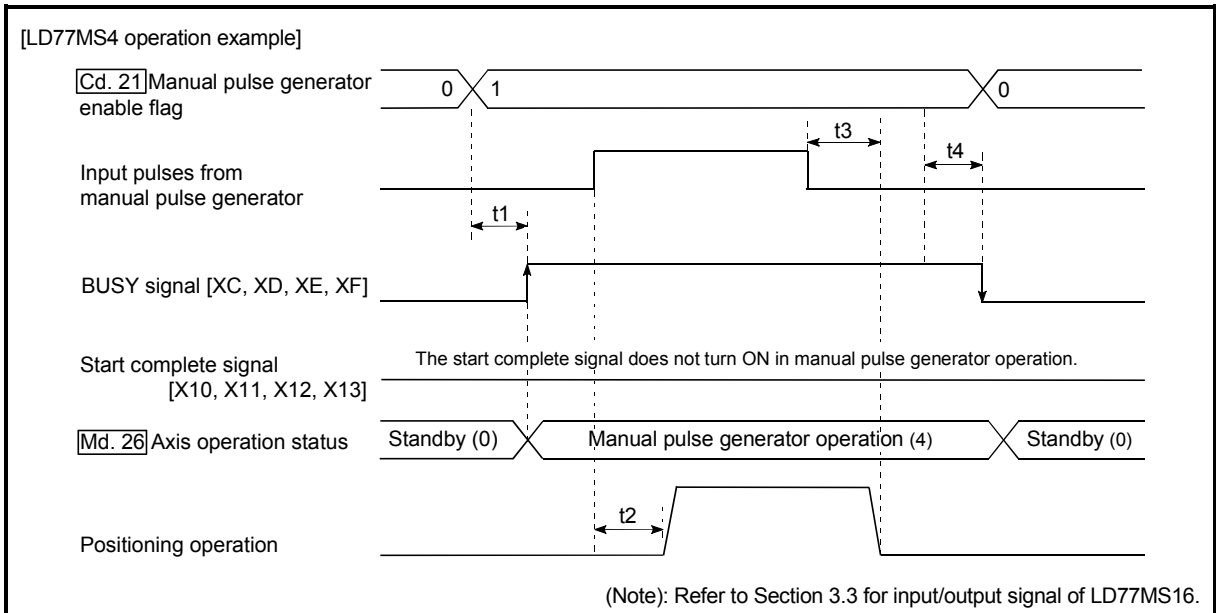 [LD77MS4 operation example]
Cd. 21 Manual pulse generator
enable flag
0
1
0
t3
t4
Input pulses from
manual pulse generator
t1
BUSY signal [XC, XD, XE, XF]
Start complete signal
[X10, X11, X12, X13]
The start complete signal does not turn ON in manual pulse generator operation.
Md. 26 Axis operation status
Standby (0)
Manual pulse generator operation (4)
Standby (0)
t2
Positioning operation
(Note): Refer to Section 3.3 for input/output signal of LD77MS16.